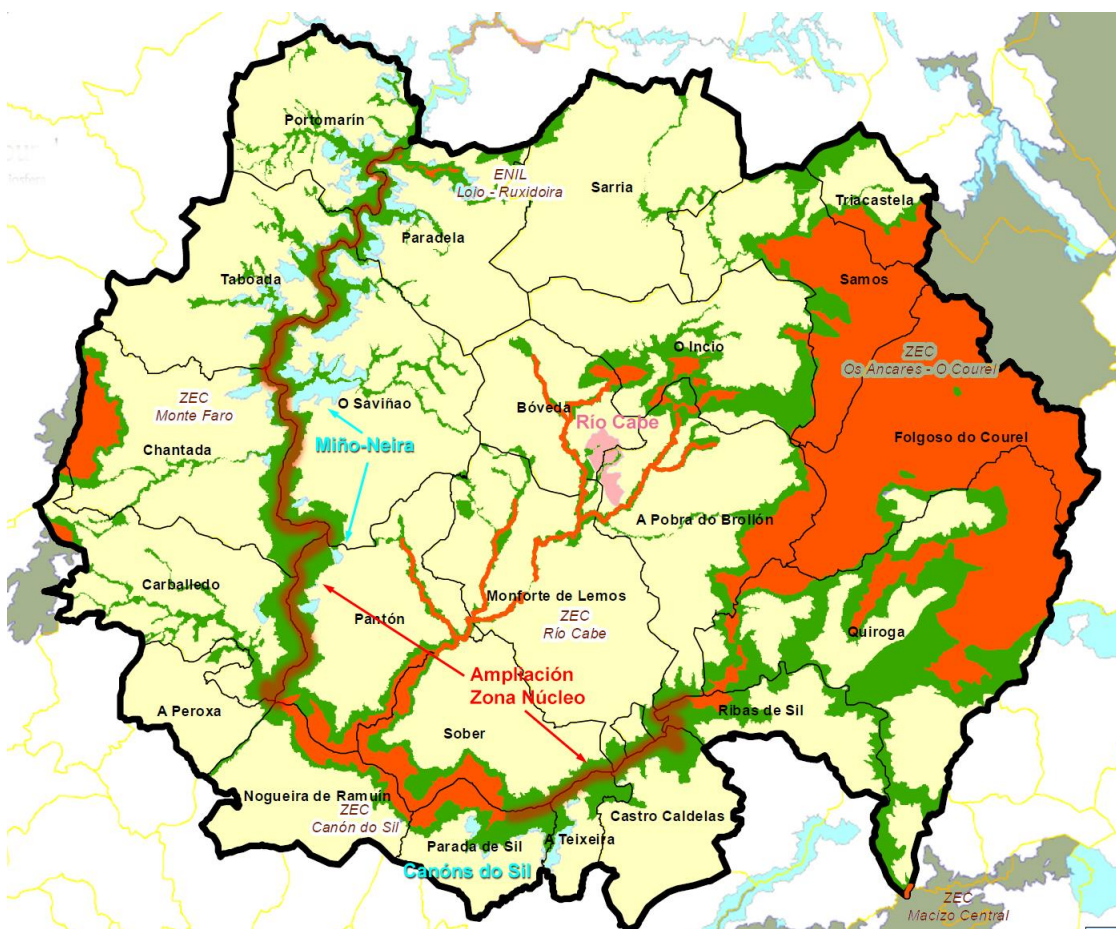 Portomarín
ENIL
Loio - Ruxidoira
Sarria
Triacastela
Paradela
Taboada
Samos
O Incio
ZEC
Os Ancares - O Courel
ZEC
Monte Faro
O Saviñao
Bóveda
Río Cabe
Miño-Neira
Chantada
Folgoso do Courel
A Pobra do Brollón
Carballedo
Monforte de Lemos
ZEC
Río Cabe
Pantón
Quiroga
Ampliación
Zona Núcleo
A Peroxa
Ribas de Sil
Sober
Nogueira de Ramuín
ZEC
Canón do Sil
Castro Caldelas
A Teixeira
Parada de Sil
Canóns do Sil
ZEC
Macizo Central